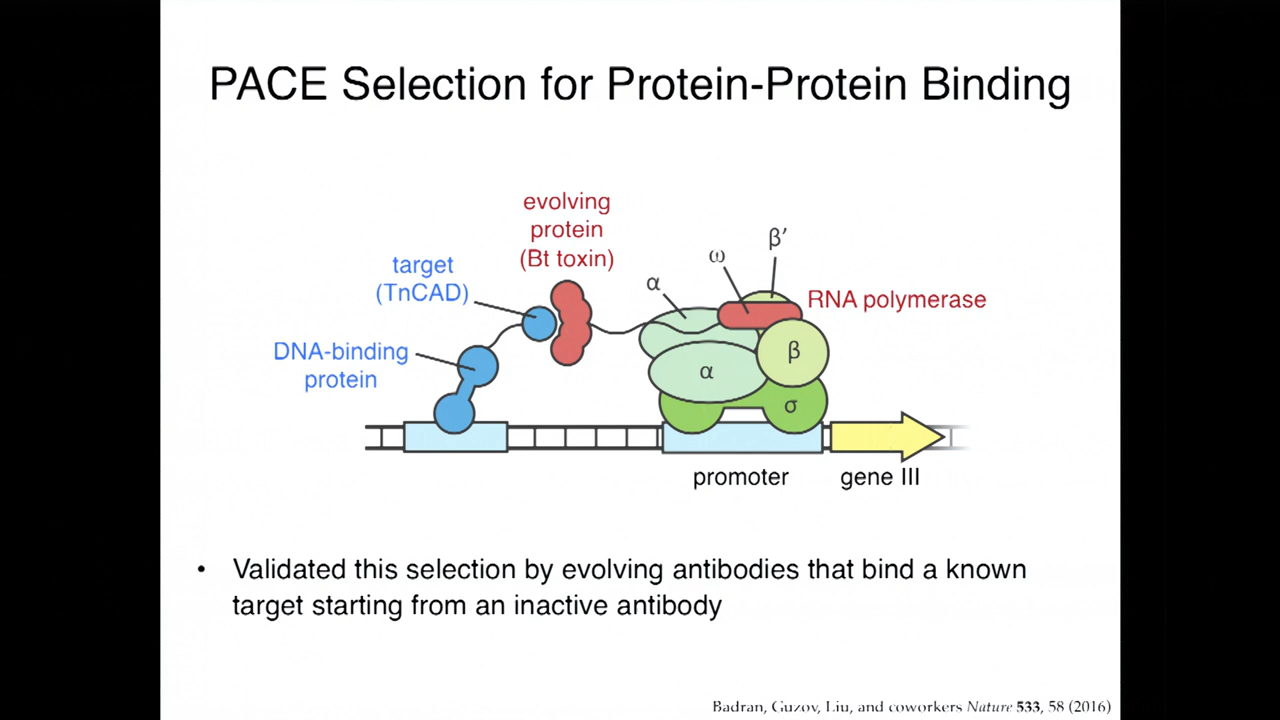 PACE Selection for Protein-Protein Binding
evolving
protein
(Bt toxin)
target
(TnCAD)
DNA-binding
protein
α
ω
β′
RNA polymerase
α
β
σ
promoter
gene III
• Validated this selection by evolving antibodies that bind a known
target starting from an inactive antibody
Badran, Guzov, Liu, and coworkers Nature 533, 58 (2016)